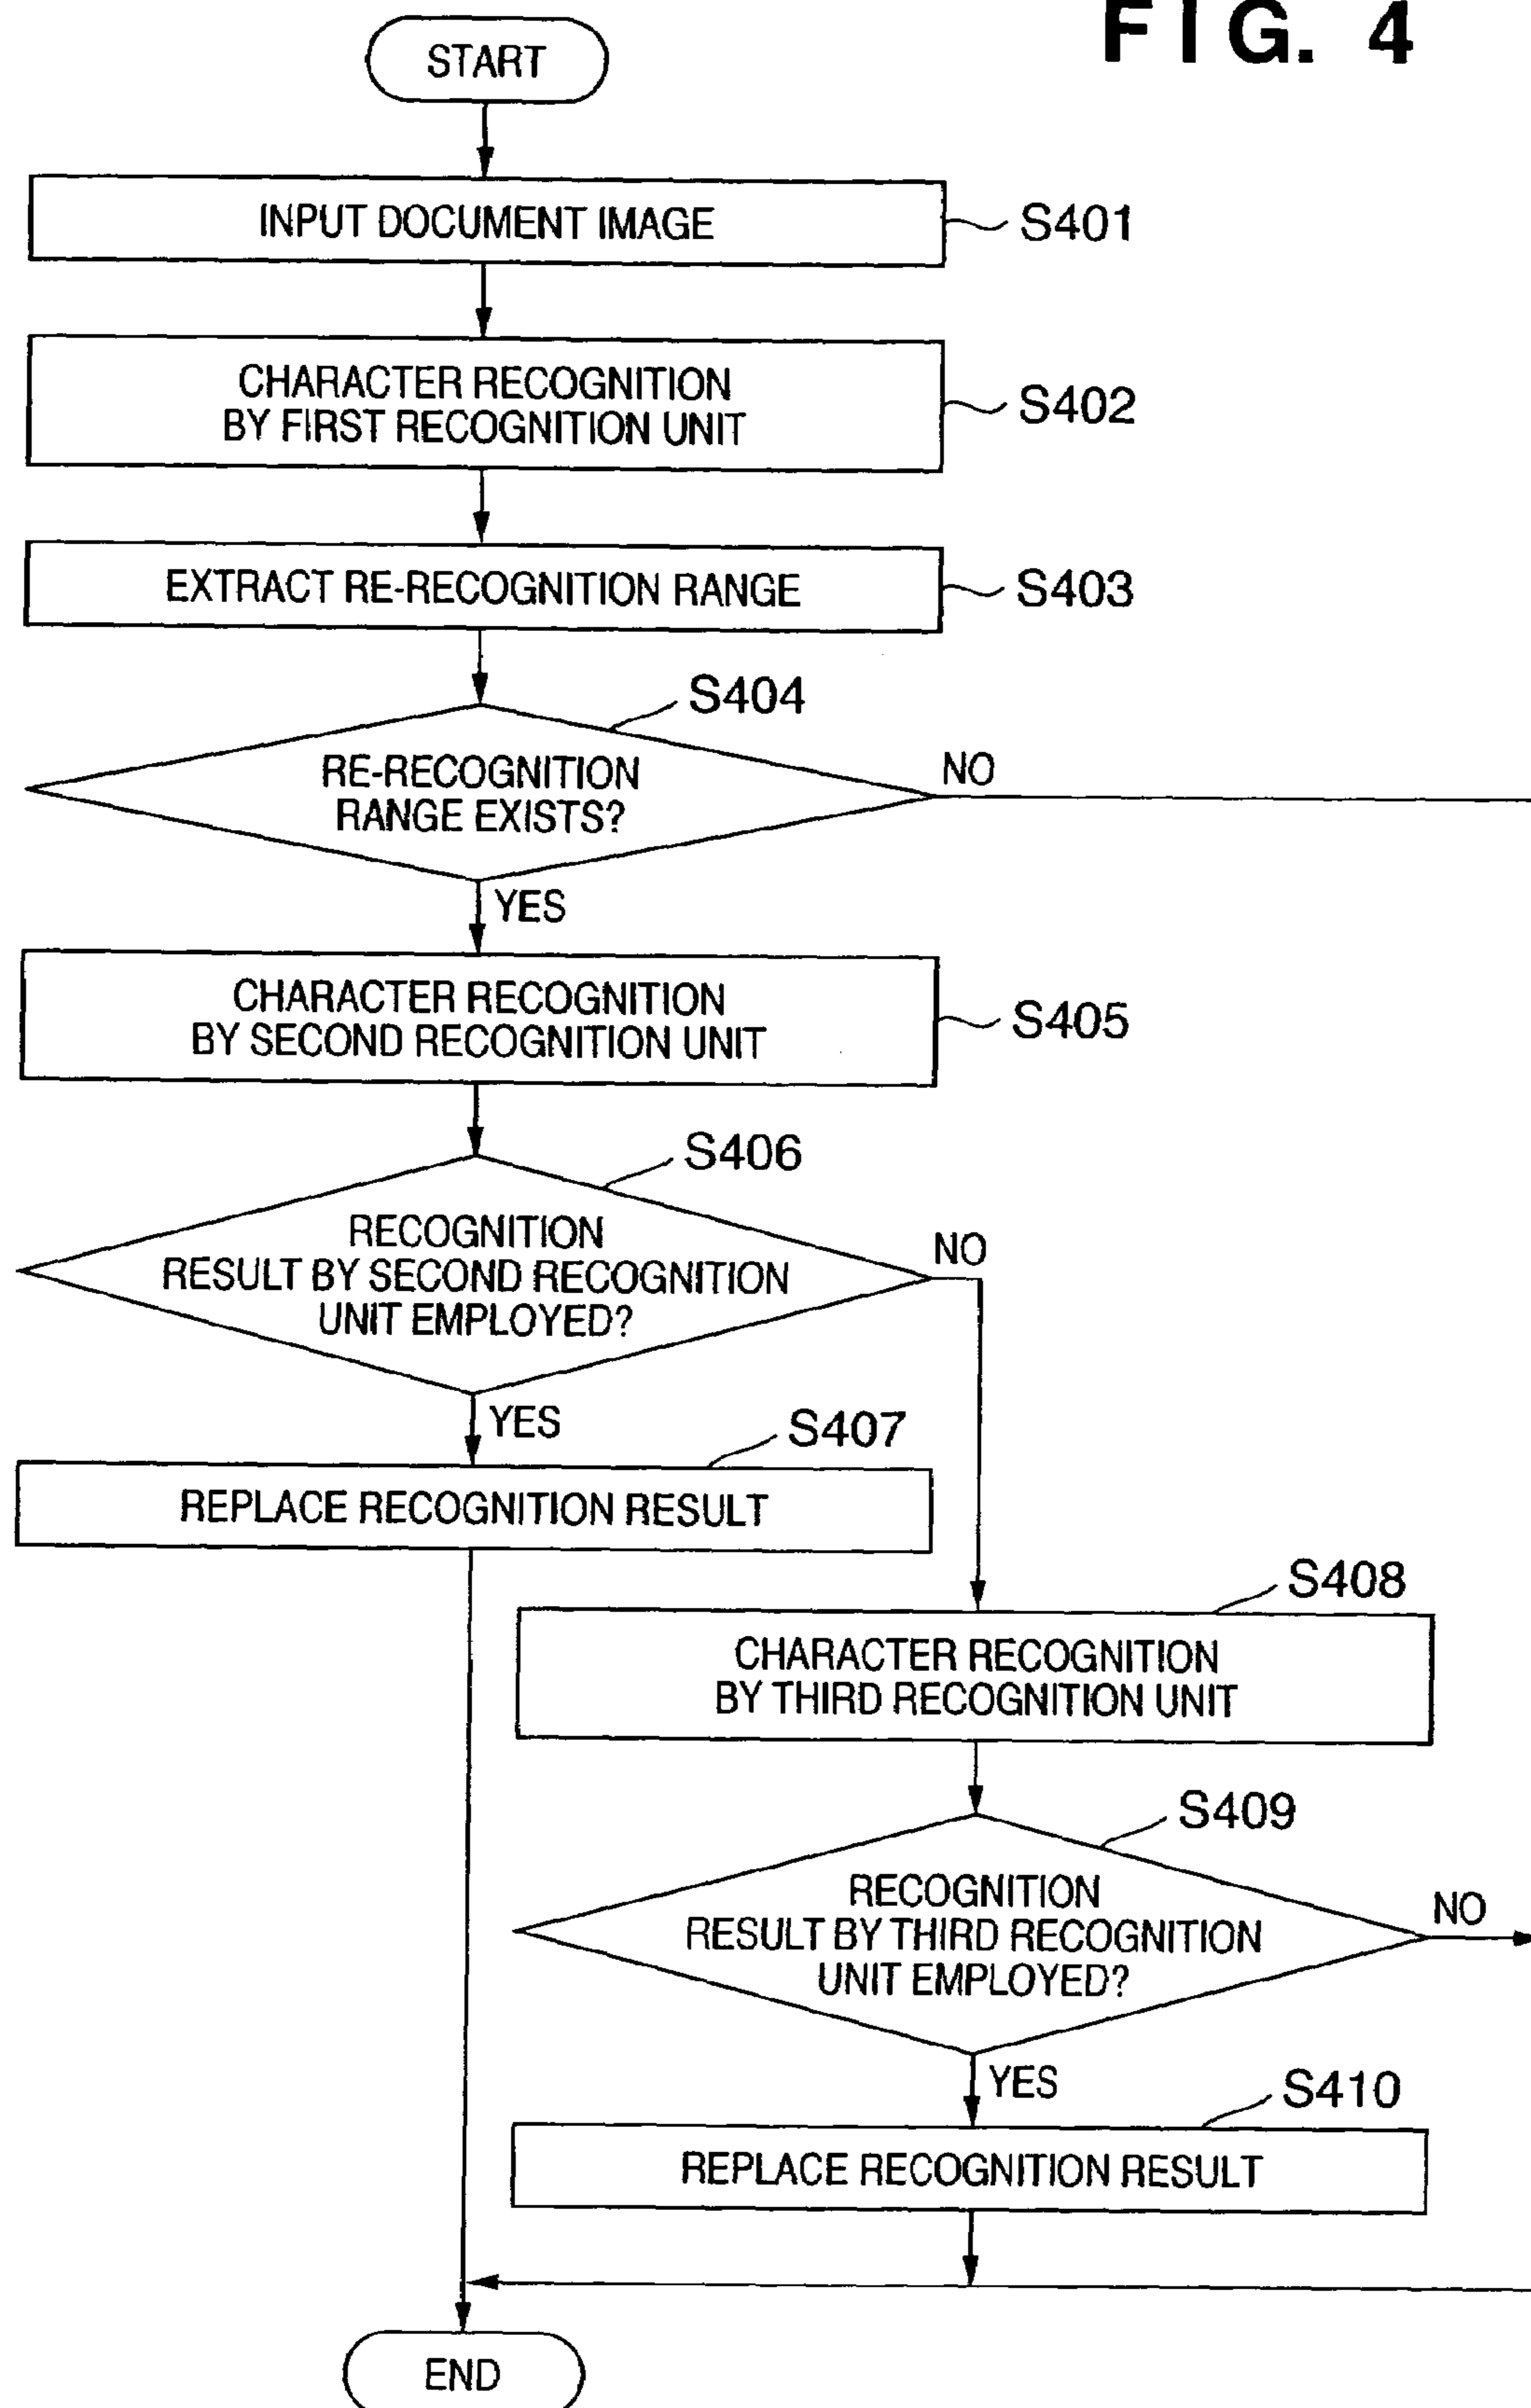 FIG. 4
START
INPUT DOCUMENT IMAGE
S401
CHARACTER RECOGNITION
BY FIRST RECOGNITION UNIT
S402
EXTRACT RE-RECOGNITION RANGE
S403
S404
RE-RECOGNITION
RANGE EXISTS?
NO
YES
CHARACTER RECOGNITION
BY SECOND RECOGNITION UNIT
S405
S406
RECOGNITION
RESULT BY SECOND RECOGNITION
UNIT EMPLOYED?
NO
YES
S407
REPLACE RECOGNITION RESULT
S408
CHARACTER RECOGNITION
BY THIRD RECOGNITION UNIT
S409
RECOGNITION
RESULT BY THIRD RECOGNITION
UNIT EMPLOYED?
NO
YES
S410
REPLACE RECOGNITION RESULT
END